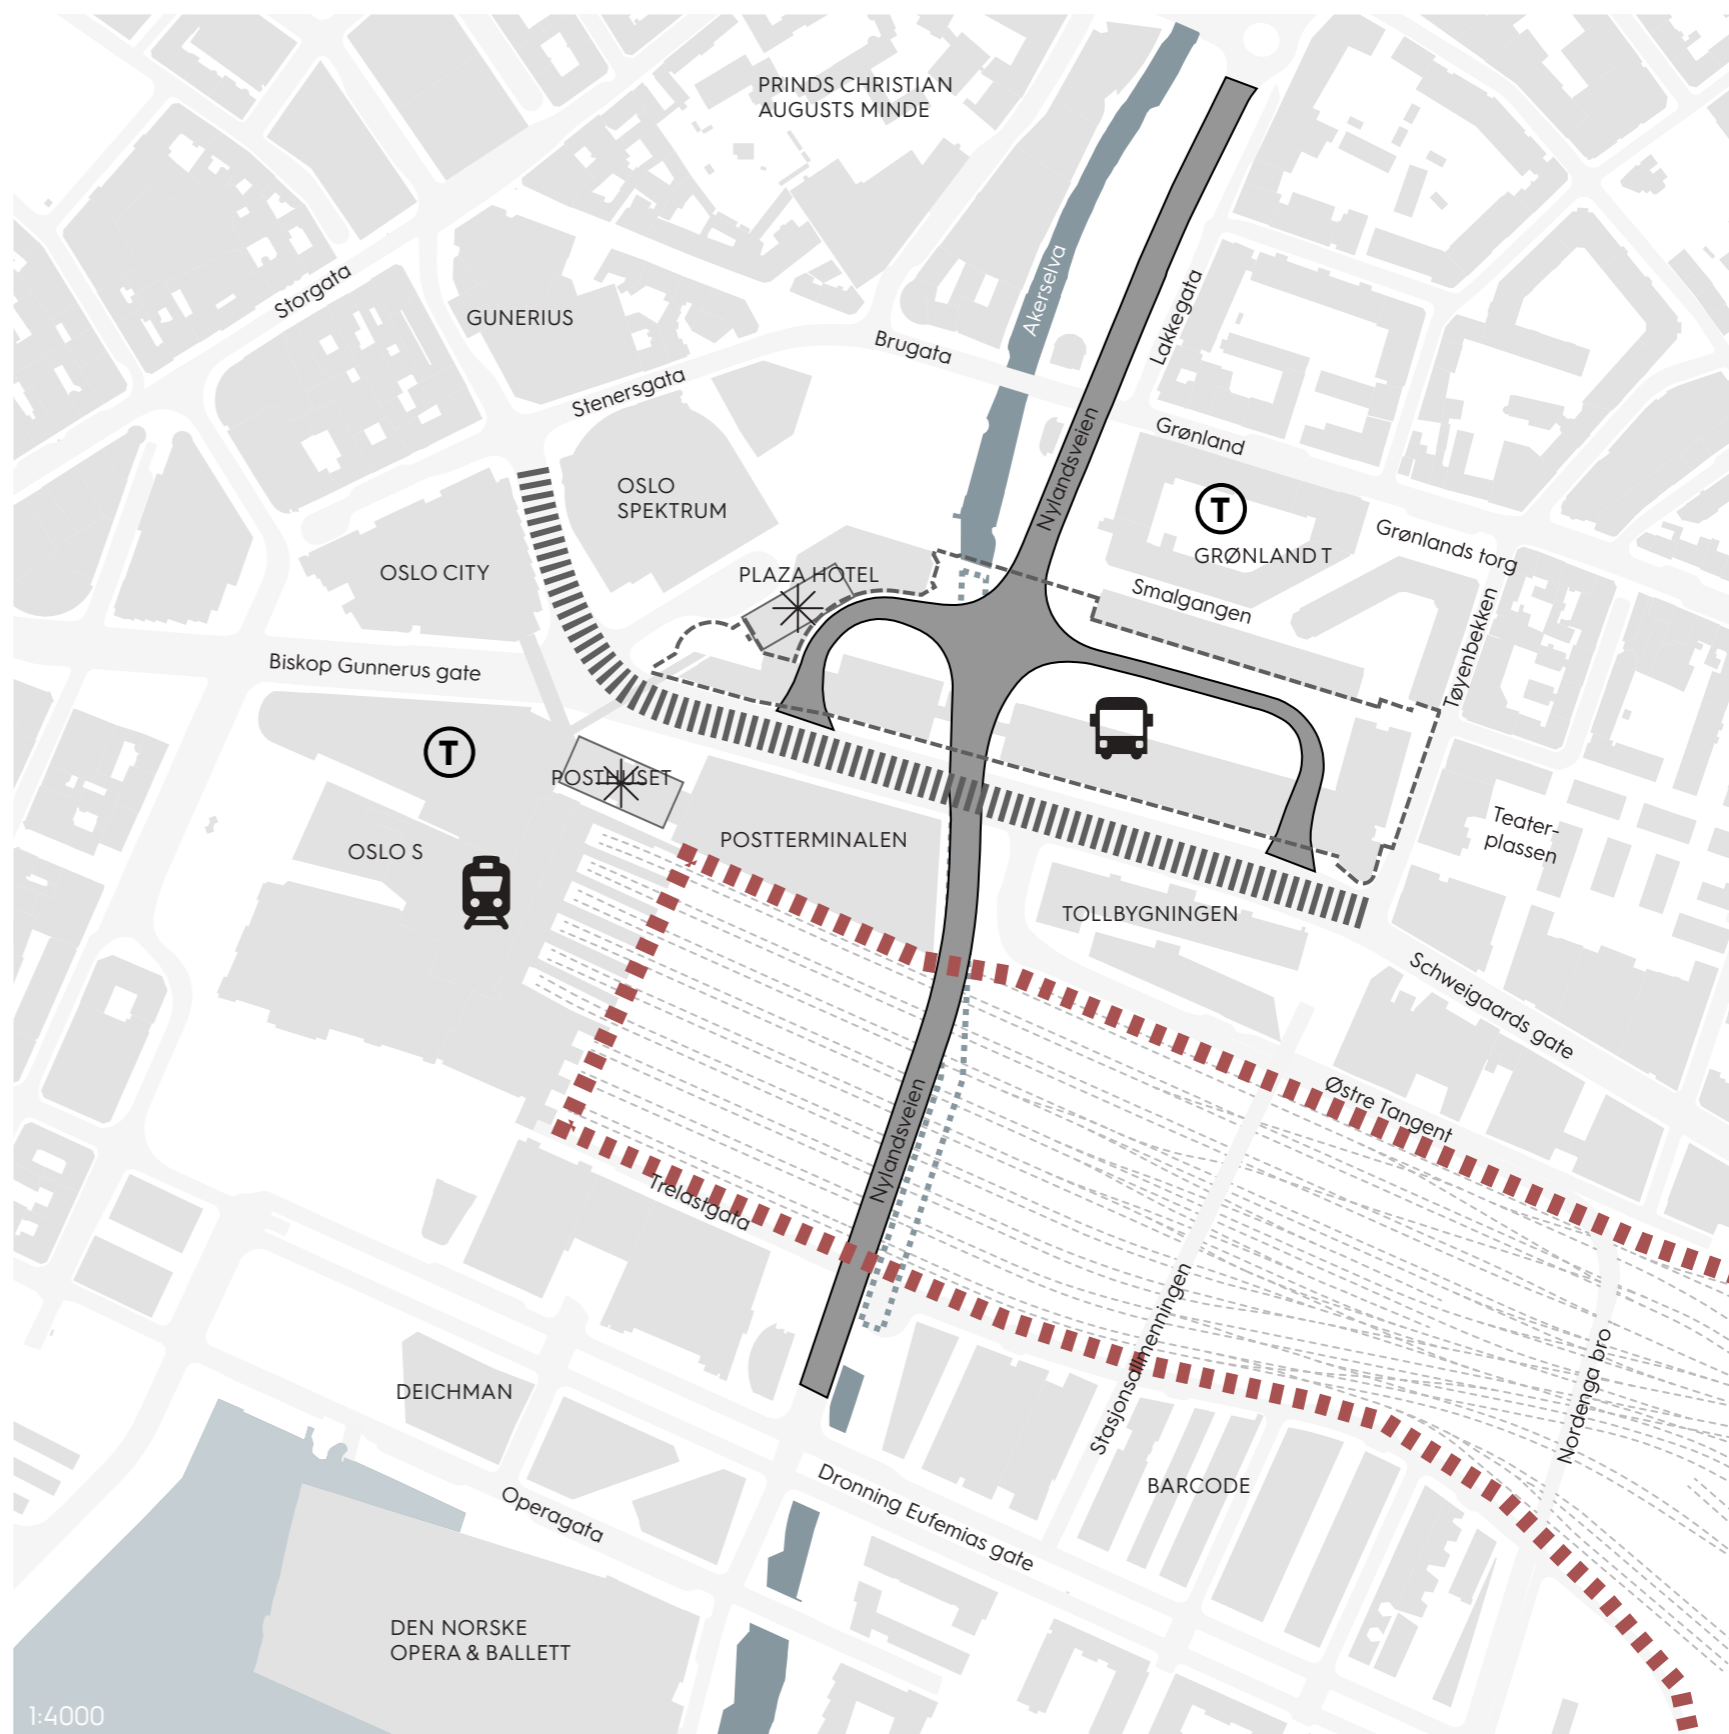 PRINDS CHRISTIAN
AUGUSTS MINDE
Akerselva
Storgata
GUNERIUS
Lakkegata
Brugata
Stenersgata
Nylandsveien
Grønland
OSLO
SPEKTRUM
T
GRØNLAND T
Grønlands torg
OSLO CITY
PLAZA HOTEL
Smalgangen
Tøyenbekken
Biskop Gunnerus gate
T
POSTHUSET
OSLO S
POSTTERMINALEN
Teater-
plassen
TOLLBYGNINGEN
Schweigaards gate
Østre Tangent
Nylandsveien
Trelastgata
Stasjonsallmenningen
Nordenga bro
DEICHMAN
BARCODE
Operagata
Dronning Eufemias gate
DEN NORSKE
OPERA & BALLETT
1:4000